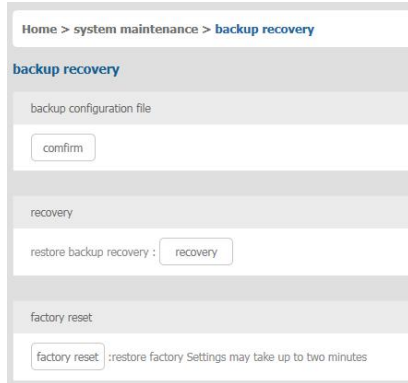 Home > system maintenance > backup recovery
backup recovery
backup configuration file
comfirm
recovery
restore backup recovery : recovery
factory reset
factory reset :restore factory Settings may take up to two minutes